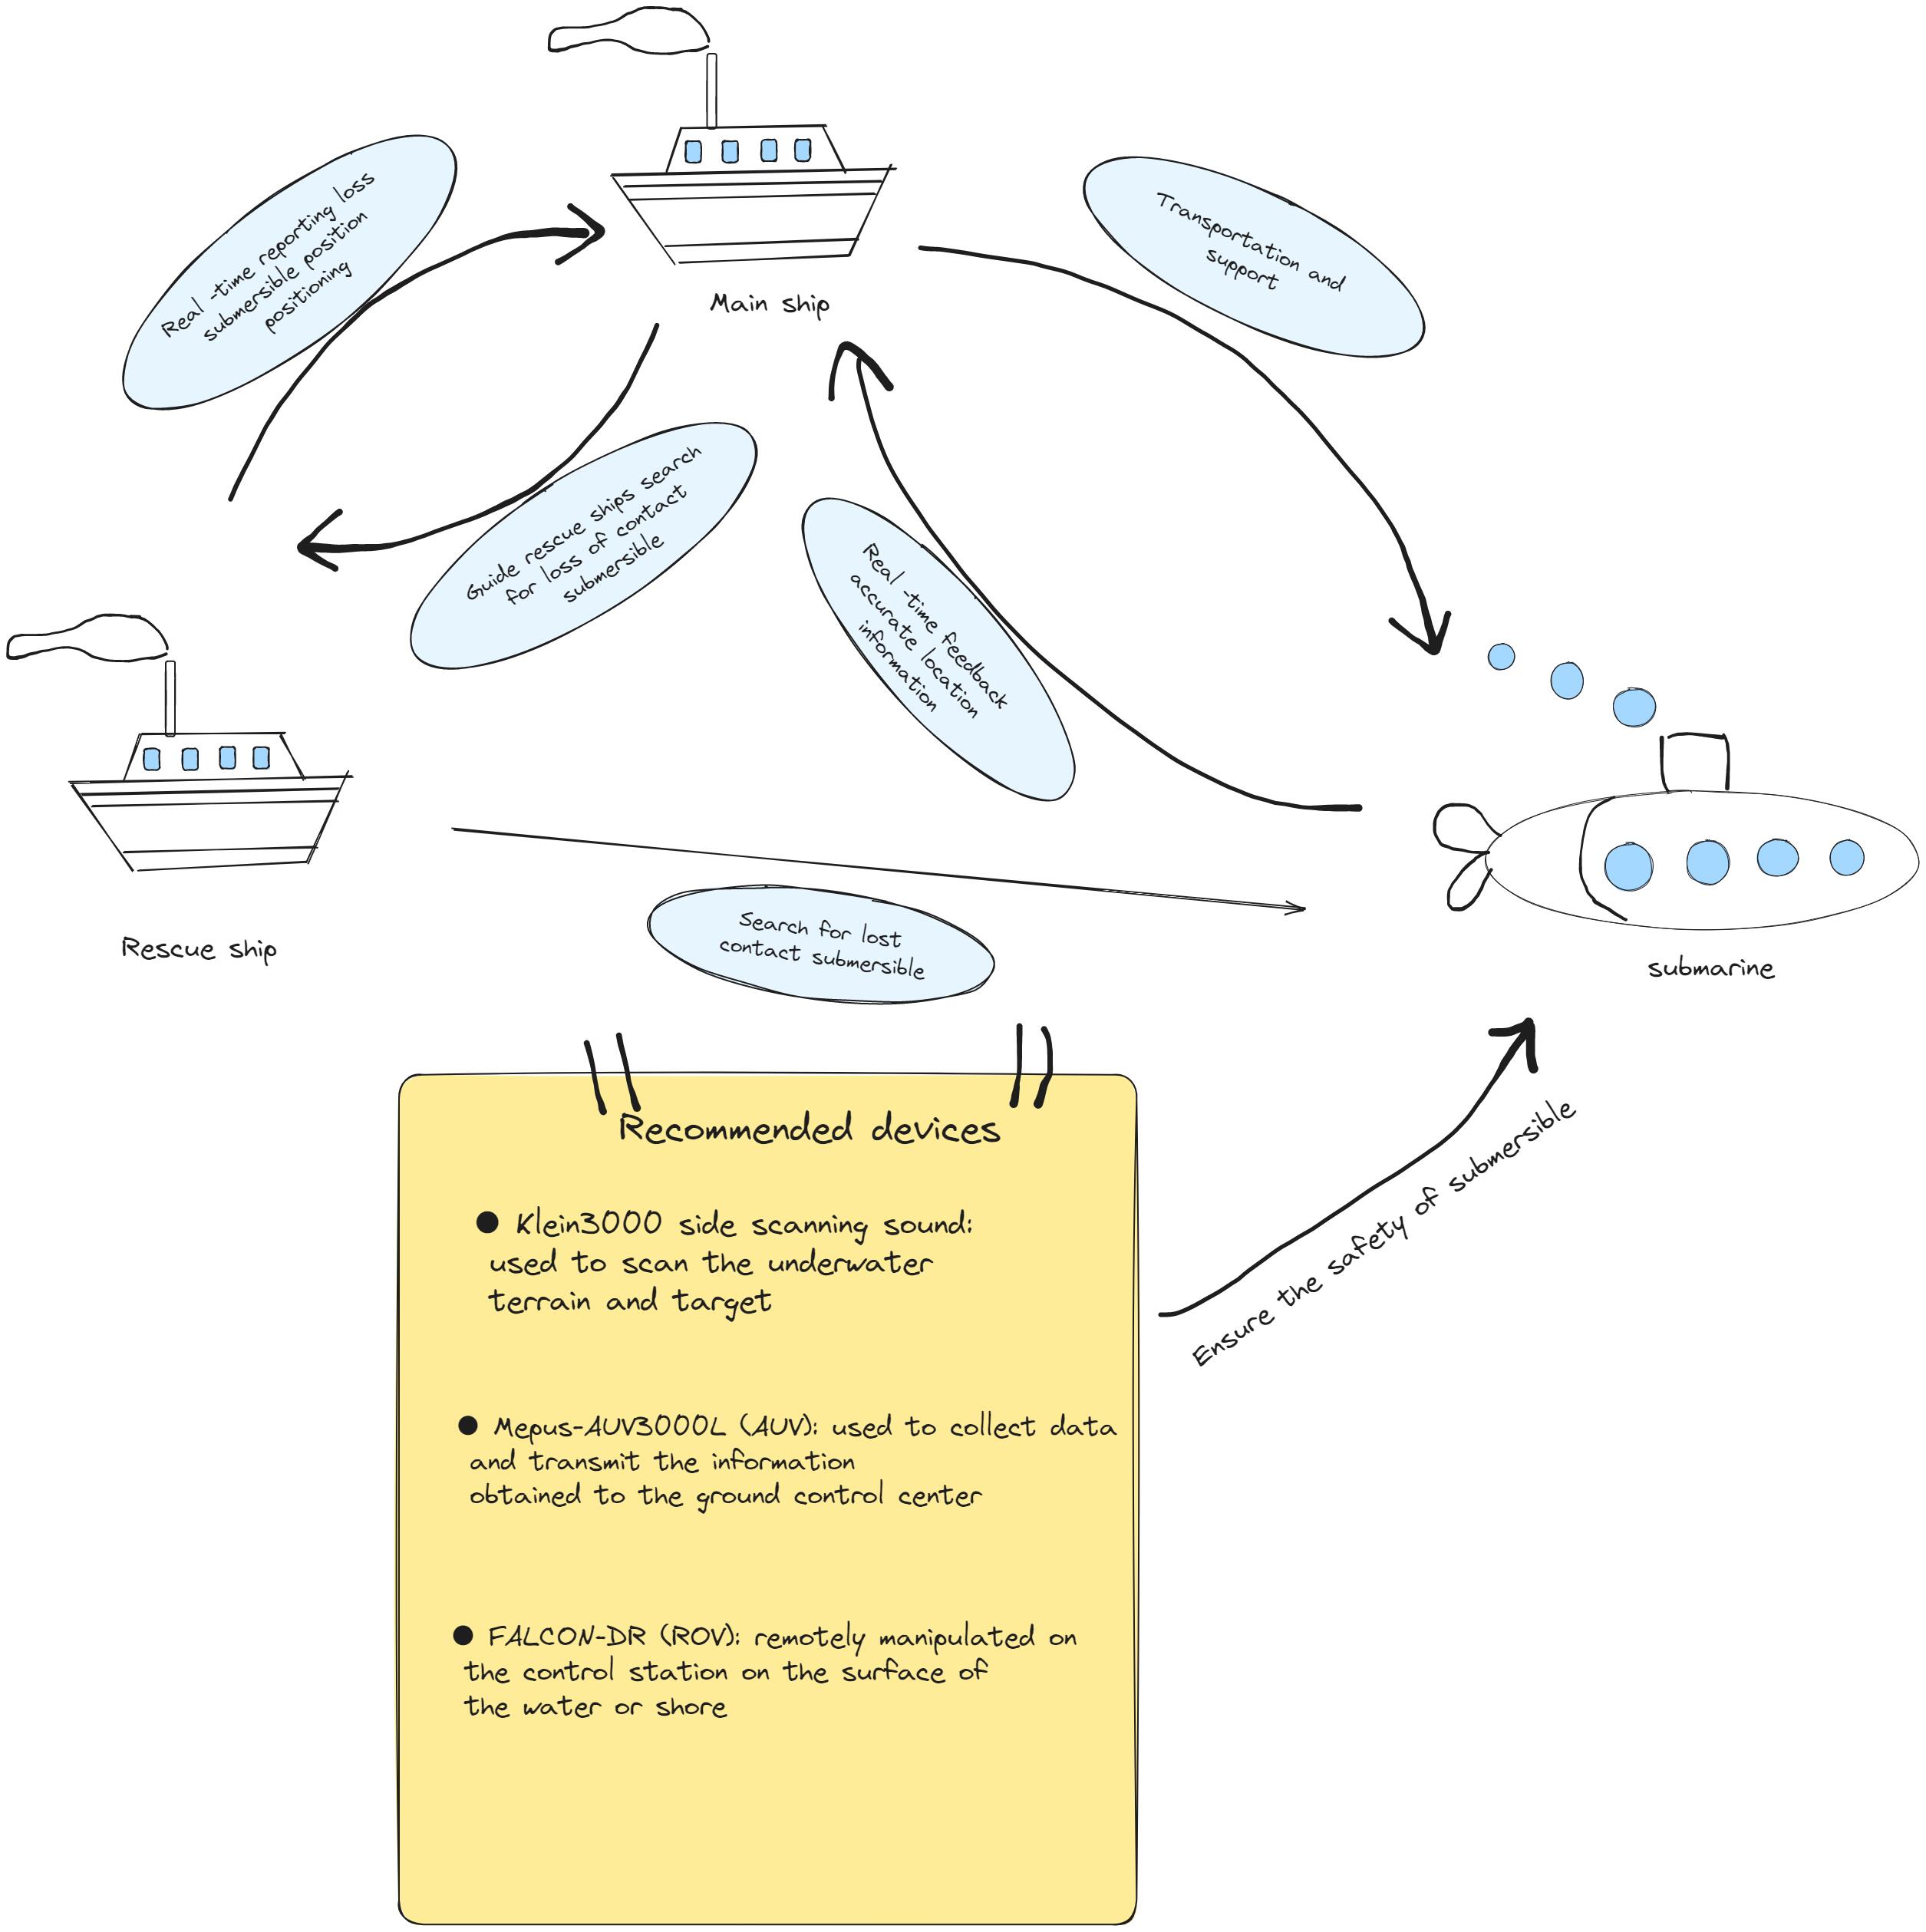 Real -time reporting loss
submersible position
positioning
Main ship
Transportation and
support
Guide rescue ships search
for loss of contact
submersible
Real -time feedback
accurate location
information
Rescue ship
Search for lost
contact submersible
submarine
Recommended devices
● Klein3000 side scanning sound:
used to scan the underwater
terrain and target
Ensure the safety of submersible
● Mepus-AUV3000L (AUV): used to collect data
and transmit the information
obtained to the ground control center
● FALCON-DR (ROV): remotely manipulated on
the control station on the surface of
the water or shore